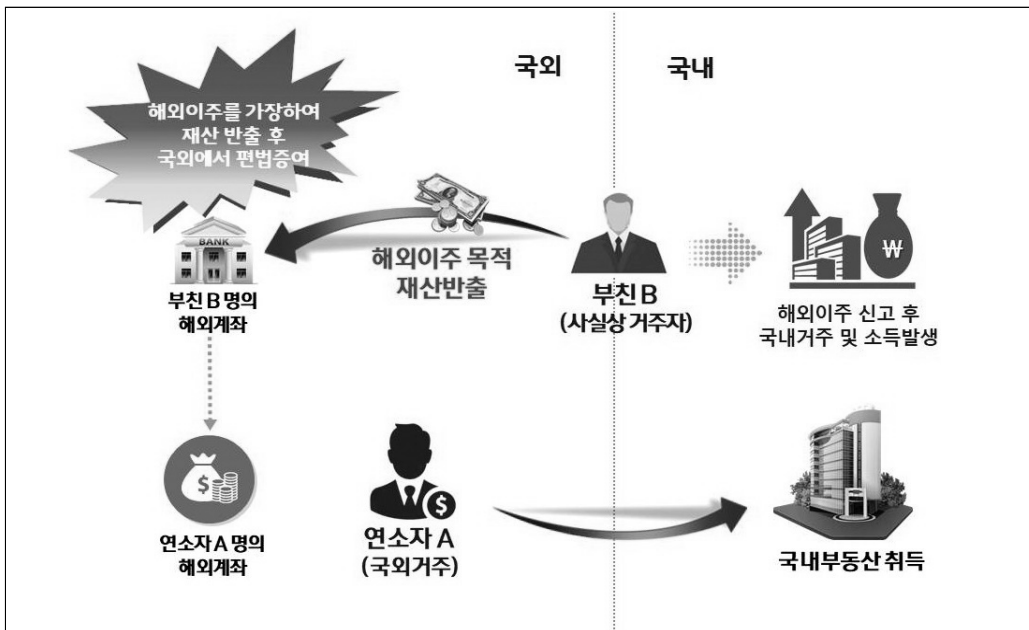 국외
국내
해외이주를 가장하여
재산 반출 후
국외에서 편법증여
BANK
부친 B 명의
해외계좌
해외이주 목적
재산반출
부친 B
(사실상 거주자)
₩
해외이주 신고 후
국내거주 및 소득발생
$
연소자 A 명의
해외계좌
$
연소자 A
(국외거주)
국내부동산 취득